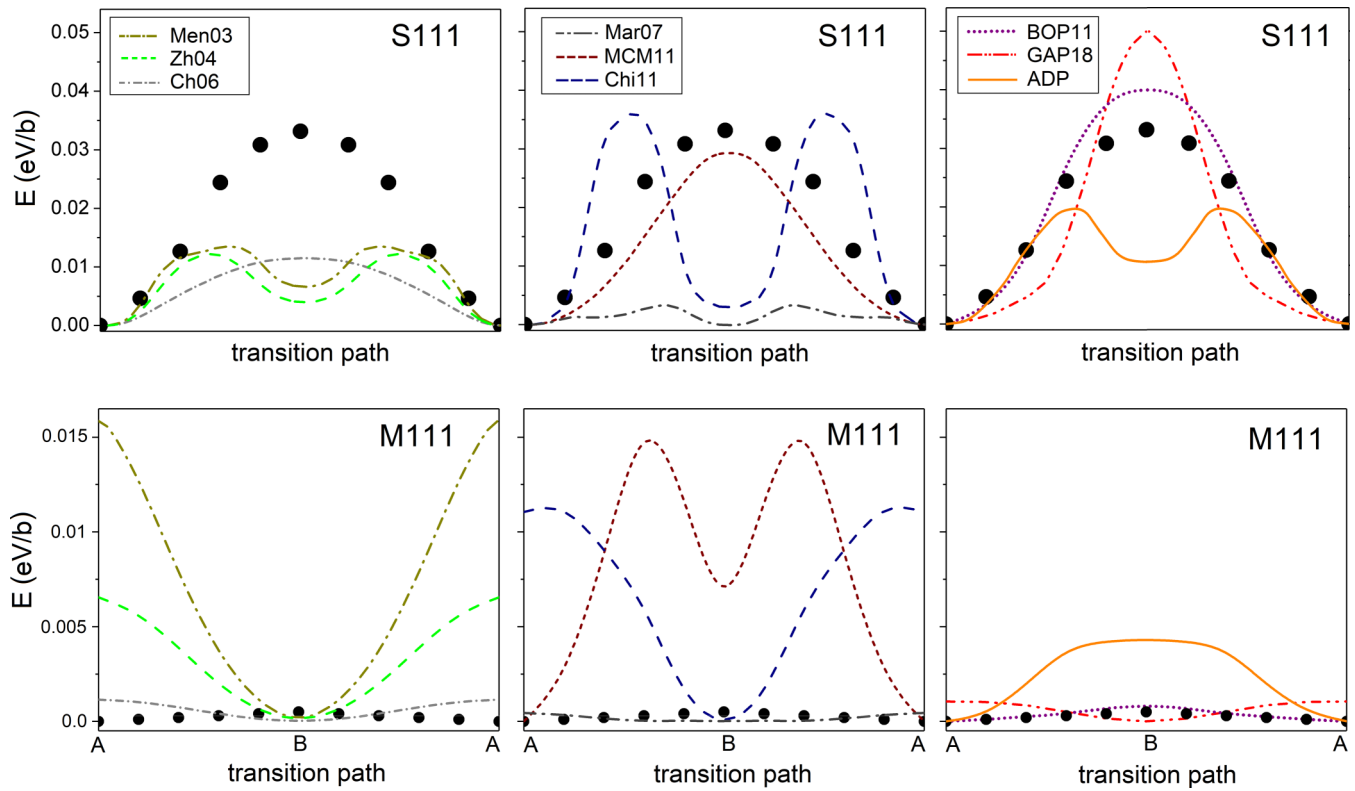 0.05
0.04
0.03
0.02
0.01
0.00
E (eV/b)
Men03
Zh04
Ch06
S111
transition path
Mar07
MCM11
Chi11
S111
transition path
BOP11
GAP18
ADP
S111
transition path
0.015
0.01
0.005
0.0
E (eV/b)
M111
A B A
transition path
M111
A B A
transition path
M111
A B A
transition path